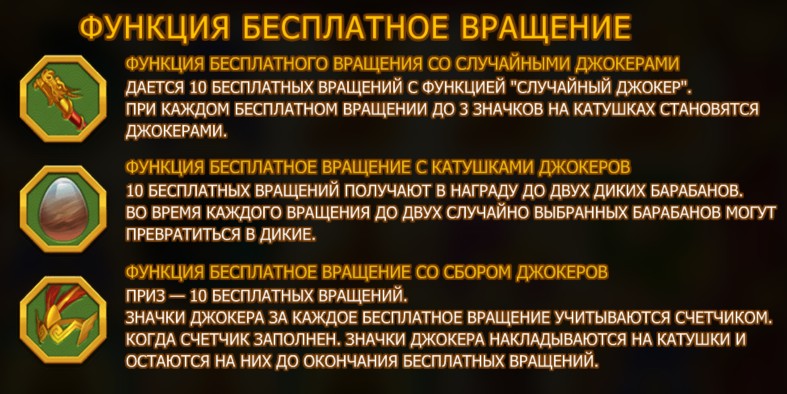 ФУНКЦИЯ БЕСПЛАТНОЕ ВРАЩЕНИЕ
ФУНКЦИЯ БЕСПЛАТНОГО ВРАЩЕНИЯ СО СЛУЧАЙНЫМИ ДЖОКЕРАМИ
ДАЕТСЯ 10 БЕСПЛАТНЫХ ВРАЩЕНИЙ С ФУНКЦИЕЙ "СЛУЧАЙНЫЙ ДЖОКЕР".
ПРИ КАЖДОМ БЕСПЛАТНОМ ВРАЩЕНИИ ДО 3 ЗНАЧКОВ НА КАТУШКАХ СТАНОВЯТСЯ
ДЖОКЕРАМИ.
ФУНКЦИЯ БЕСПЛАТНОЕ ВРАЩЕНИЕ С КАТУШКАМИ ДЖОКЕРОВ
10 БЕСПЛАТНЫХ ВРАЩЕНИЙ ПОЛУЧАЮТ В НАГРАДУ ДО ДВУХ ДИКИХ БАРАБАНОВ.
ВО ВРЕМЯ КАЖДОГО ВРАЩЕНИЯ ДО ДВУХ СЛУЧАЙНО ВЫБРАННЫХ БАРАБАНОВ МОГУТ
ПРЕВРАТИТЬСЯ В ДИКИЕ.
ФУНКЦИЯ БЕСПЛАТНОЕ ВРАЩЕНИЕ СО СБОРОМ ДЖОКЕРОВ
ПРИЗ — 10 БЕСПЛАТНЫХ ВРАЩЕНИЙ.
ЗНАЧКИ ДЖОКЕРА ЗА КАЖДОЕ БЕСПЛАТНОЕ ВРАЩЕНИЕ УЧИТЫВАЮТСЯ СЧЕТЧИКОМ.
КОГДА СЧЕТЧИК ЗАПОЛНЕН. ЗНАЧКИ ДЖОКЕРА НАКЛАДЫВАЮТСЯ НА КАТУШКИ И
ОСТАЮТСЯ НА НИХ ДО ОКОНЧАНИЯ БЕСПЛАТНЫХ ВРАЩЕНИЙ.